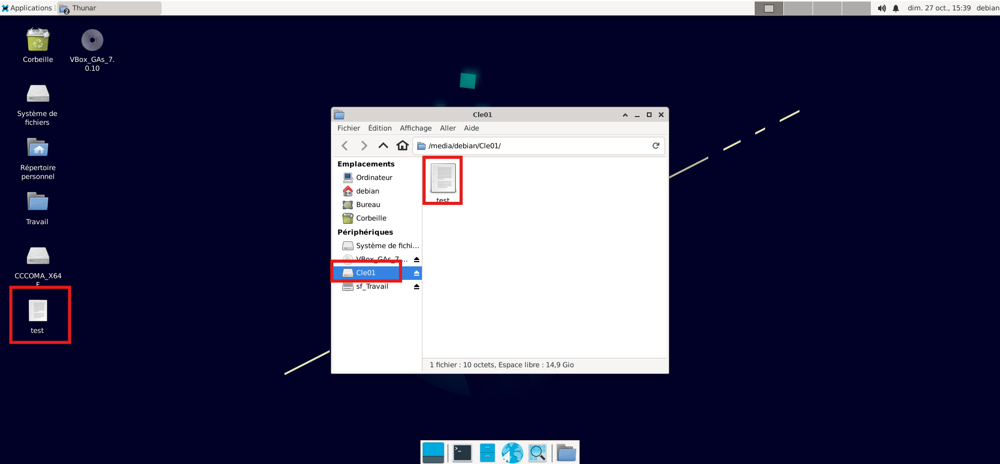 Applications
2
Thunar
dim. 27 oct., 15:39
debian
Corbeille
VBox_GAs_7.
0.10
Système de
fichiers
Répertoire
personnel
Travail
CCCOMA_X64
F
test
Cle01
Fichier
Édition
Affichage
Aller
Aide
/media/debian/Cle01/
Emplacements
Ordinateur
debian
Bureau
Corbeille
Périphériques
Système de fichi...
VBox_GAs_7....
Cle01
sf_Travail
test
1 fichier : 10 octets, Espace libre : 14,9 Gio